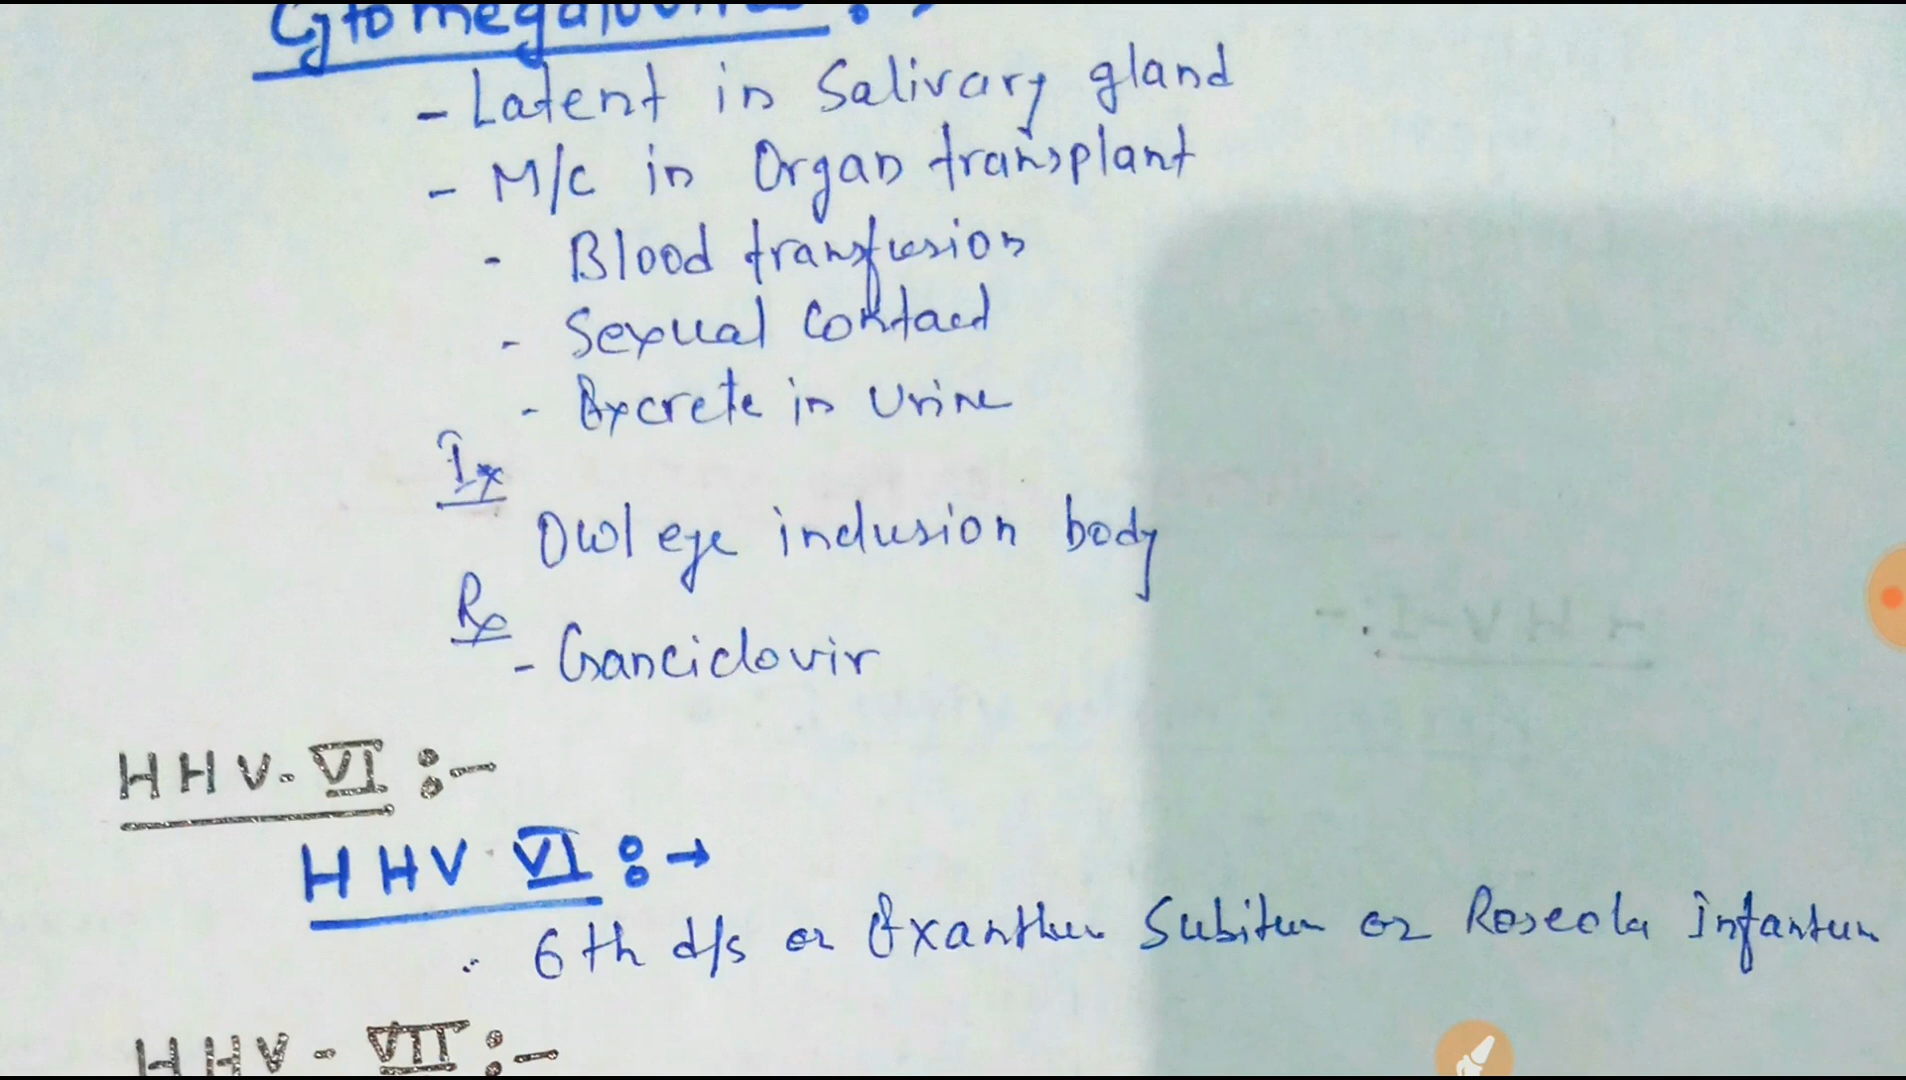 Cytomegalovirus :→
- Latent in Salivary gland
- M/C in Organ transplant
- Blood transfusion
- Sexual Contact
- Excrete in Urine
Ix
Owl eye inclusion body
Rx
- Ganciclovir
HHV-VI :-
HHV VI :→
6th d/s or Exanthem Subitum or Roseola Infantum
HHV-VII :-